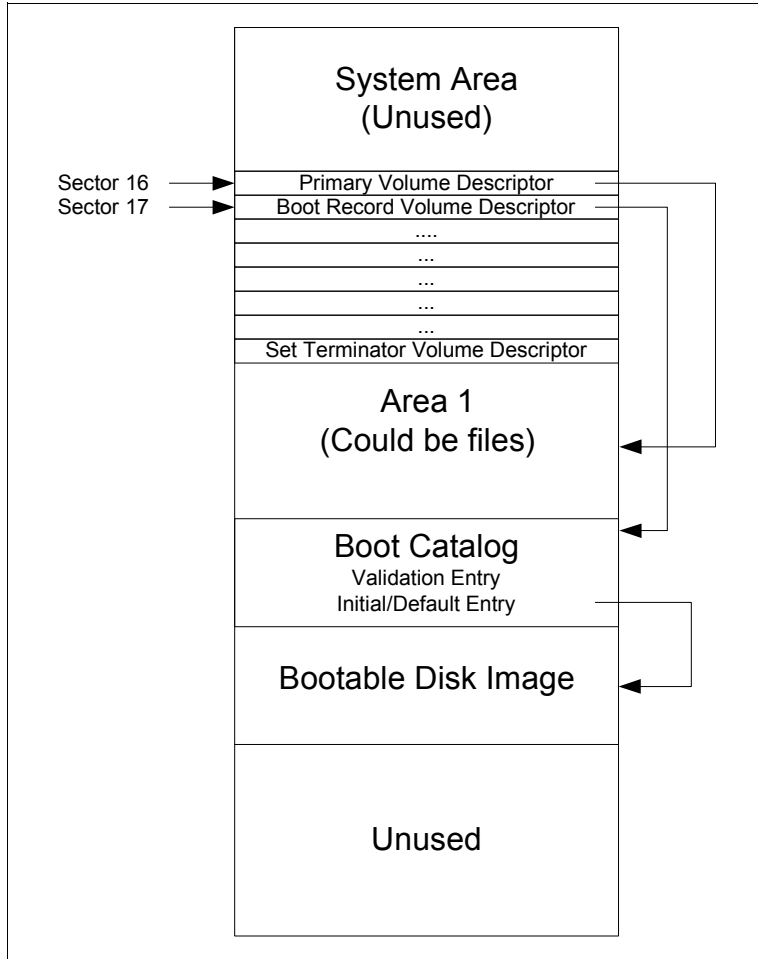 System Area
(Unused)
Sector 16
Primary Volume Descriptor
Sector 17
Boot Record Volume Descriptor
....
...
...
...
...
Set Terminator Volume Descriptor
Area 1
(Could be files)
Boot Catalog
Validation Entry
Initial/Default Entry
Bootable Disk Image
Unused